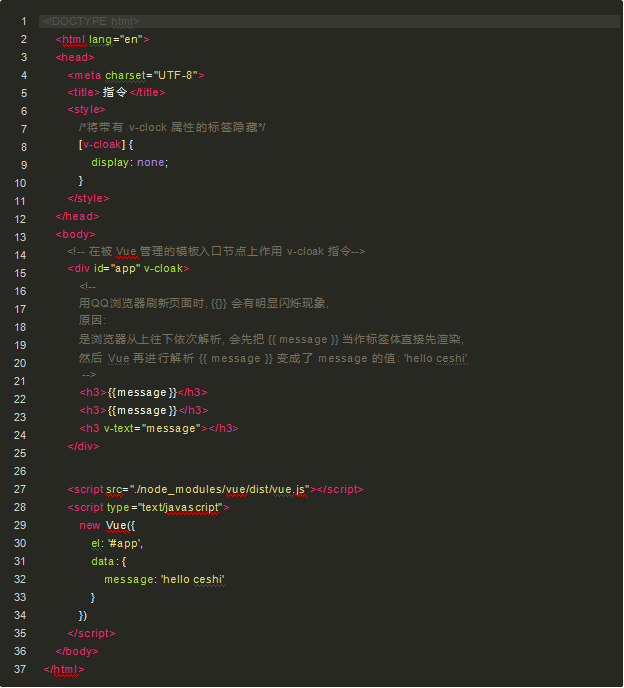 1 <!DOCTYPE html>
2 <html lang="en">
3 <head>
4 <meta charset="UTF-8">
5 <title>指令</title>
6 <style>
7 /*将带有 v-clock 属性的标签隐藏*/
8 [v-cloak] {
9 display: none;
10 }
11 </style>
12 </head>
13 <body>
14 <!-- 在被 Vue 管理的模板入口节点上作用 v-cloak 指令-->
15 <div id="app" v-cloak>
16 <!--
17 用QQ浏览器刷新页面时, {{}} 会有明显闪烁现象,
18 原因:
19 是浏览器从上往下依次解析, 会先把 {{ message }} 当作标签体直接先渲染,
20 然后 Vue 再进行解析 {{ message }} 变成了 message 的值: 'hello ceshi'
21 -->
22 <h3>{{message}}</h3>
23 <h3>{{message}}</h3>
24 <h3 v-text="message"></h3>
25 </div>
26
27 <script src="./node_modules/vue/dist/vue.js"></script>
28 <script type="text/javascript">
29 new Vue({
30 el: '#app',
31 data: {
32 message: 'hello ceshi'
33 }
34 })
35 </script>
36 </body>
37 </html>